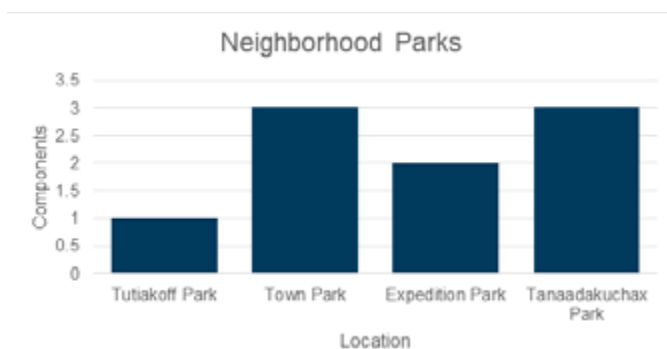 Neighborhood Parks
3.5
3
2.5
2
1.5
1
0.5
0
Components
Tutiakoff Park
Town Park
Expedition Park
Tanaadakuchax
Park
Location